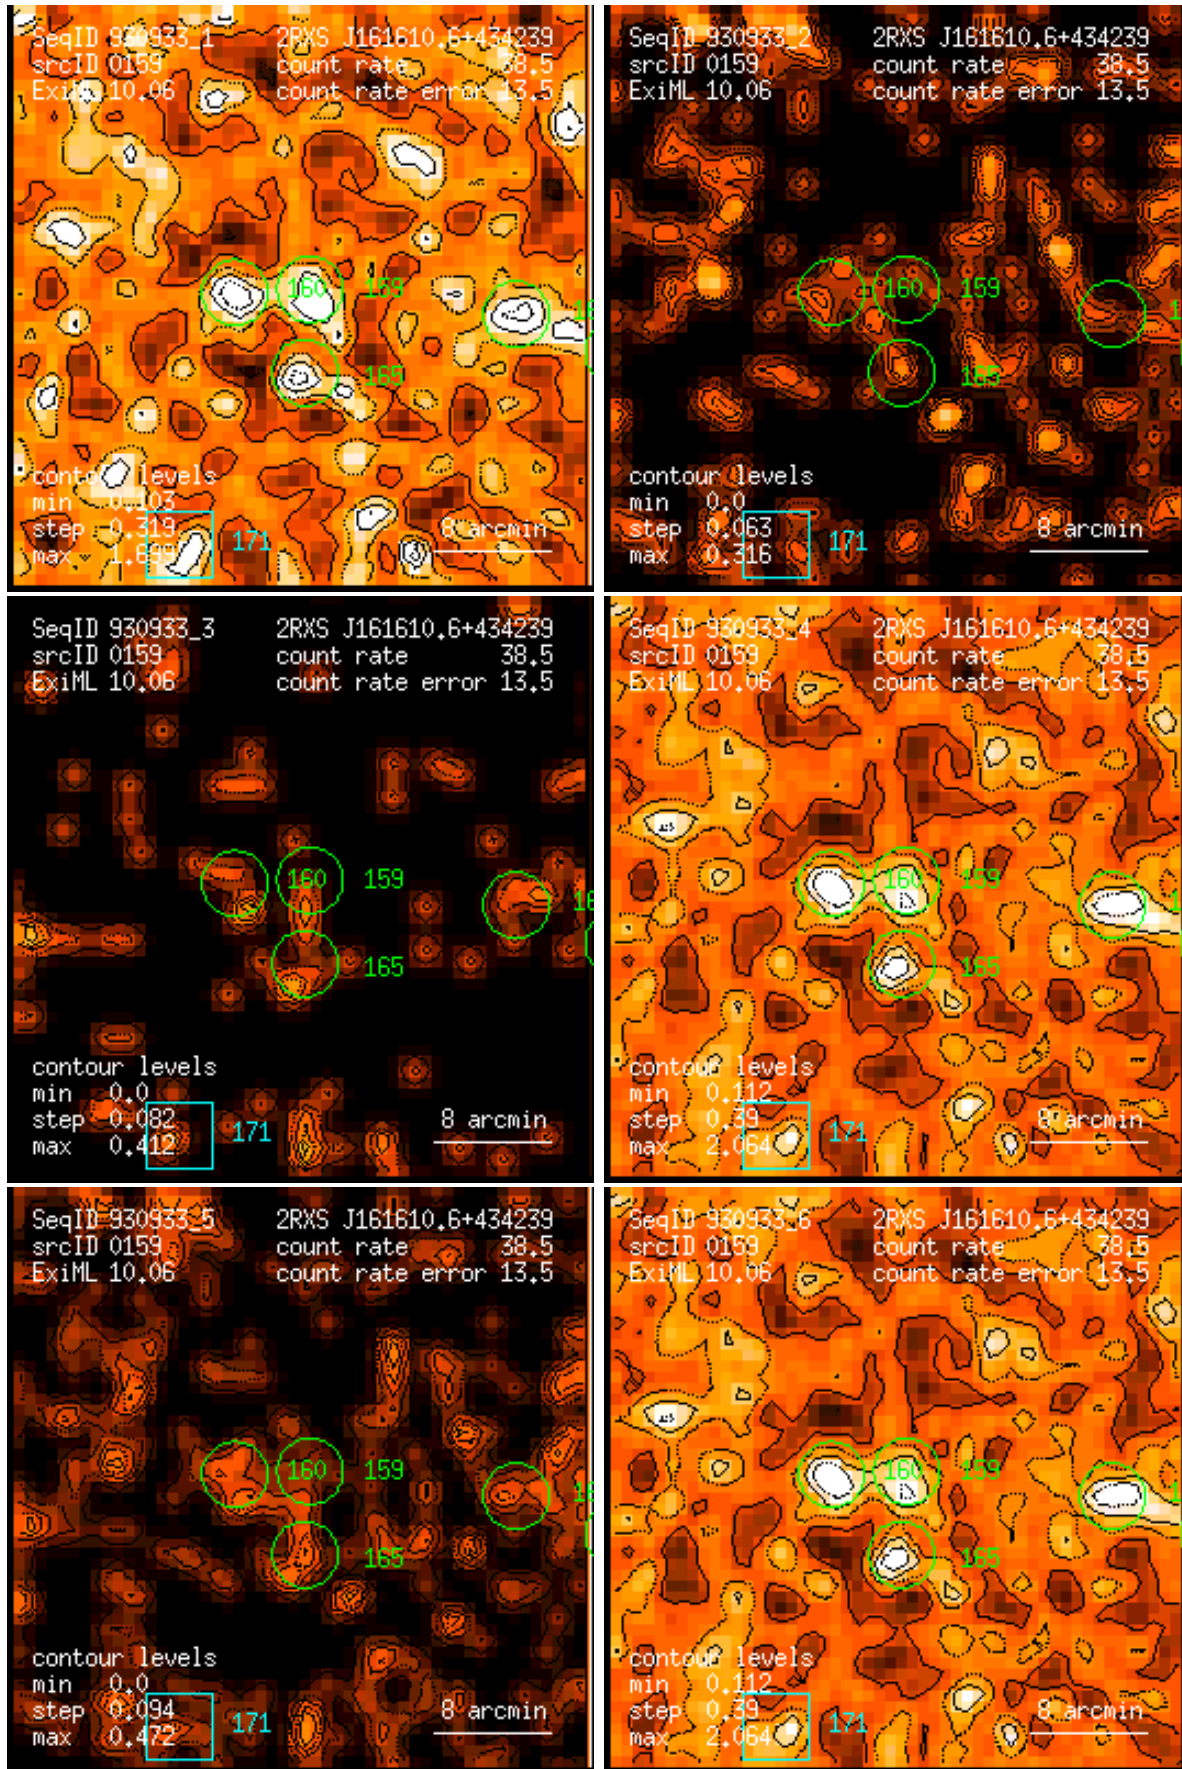 SeqID 930933_1 2RXS J161610.6+434239
srcID 0159 count rate 38.5
ExiML 10.06 count rate error 13.5
160 159
165
contour levels
min 0.103
step 0.319 8 arcmin
max 1.699 171
SeqID 930933_2 2RXS J161610.6+434239
srcID 0159 count rate 38.5
ExiML 10.06 count rate error 13.5
160 159
165
contour levels
min 0.0
step 0.063 8 arcmin
max 0.316 171
SeqID 930933_3 2RXS J161610.6+434239
srcID 0159 count rate 38.5
ExiML 10.06 count rate error 13.5
160 159
165
contour levels
min 0.0
step 0.082 8 arcmin
max 0.412 171
SeqID 930933_4 2RXS J161610.6+434239
srcID 0159 count rate 38.5
ExiML 10.06 count rate error 13.5
160 159
165
contour levels
min 0.112
step 0.39 8 arcmin
max 2.064 171
SeqID 930933_5 2RXS J161610.6+434239
srcID 0159 count rate 38.5
ExiML 10.06 count rate error 13.5
160 159
165
contour levels
min 0.0
step 0.094 8 arcmin
max 0.472 171
SeqID 930933_6 2RXS J161610.6+434239
srcID 0159 count rate 38.5
ExiML 10.06 count rate error 13.5
160 159
165
contour levels
min 0.112
step 0.39 8 arcmin
max 2.064 171